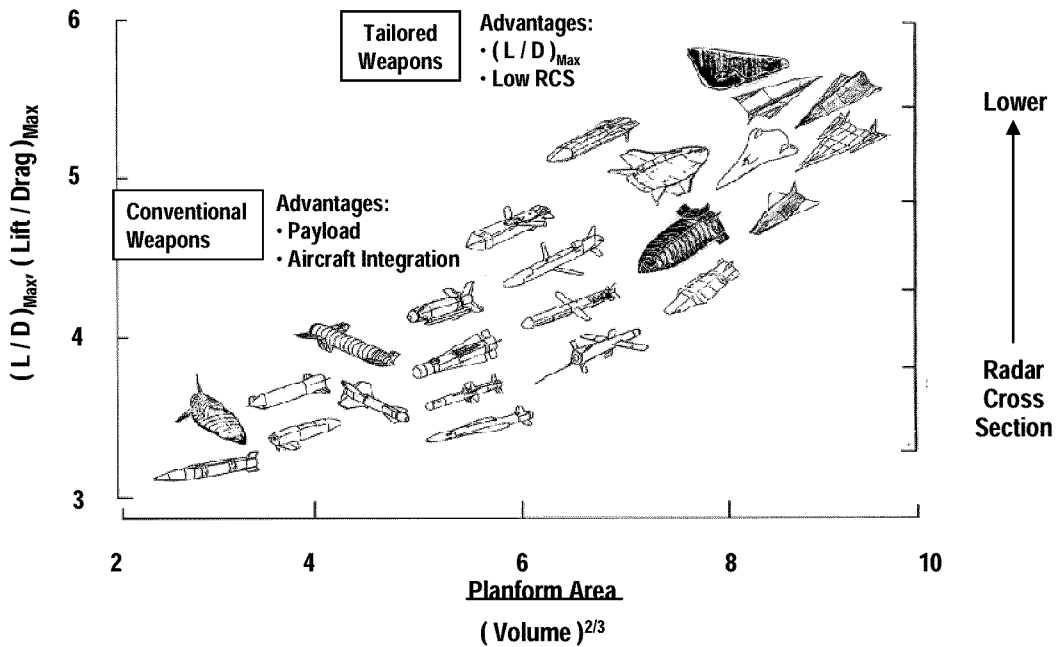 6
Tailored
Weapons
Advantages:
• ( L / D )Max
• Low RCS
Lower
5
Conventional
Weapons
Advantages:
• Payload
• Aircraft Integration
( L / D )Max, ( Lift / Drag )Max
4
Radar
Cross
Section
3
2 4 6 8 10
Planform Area
( Volume )2/3